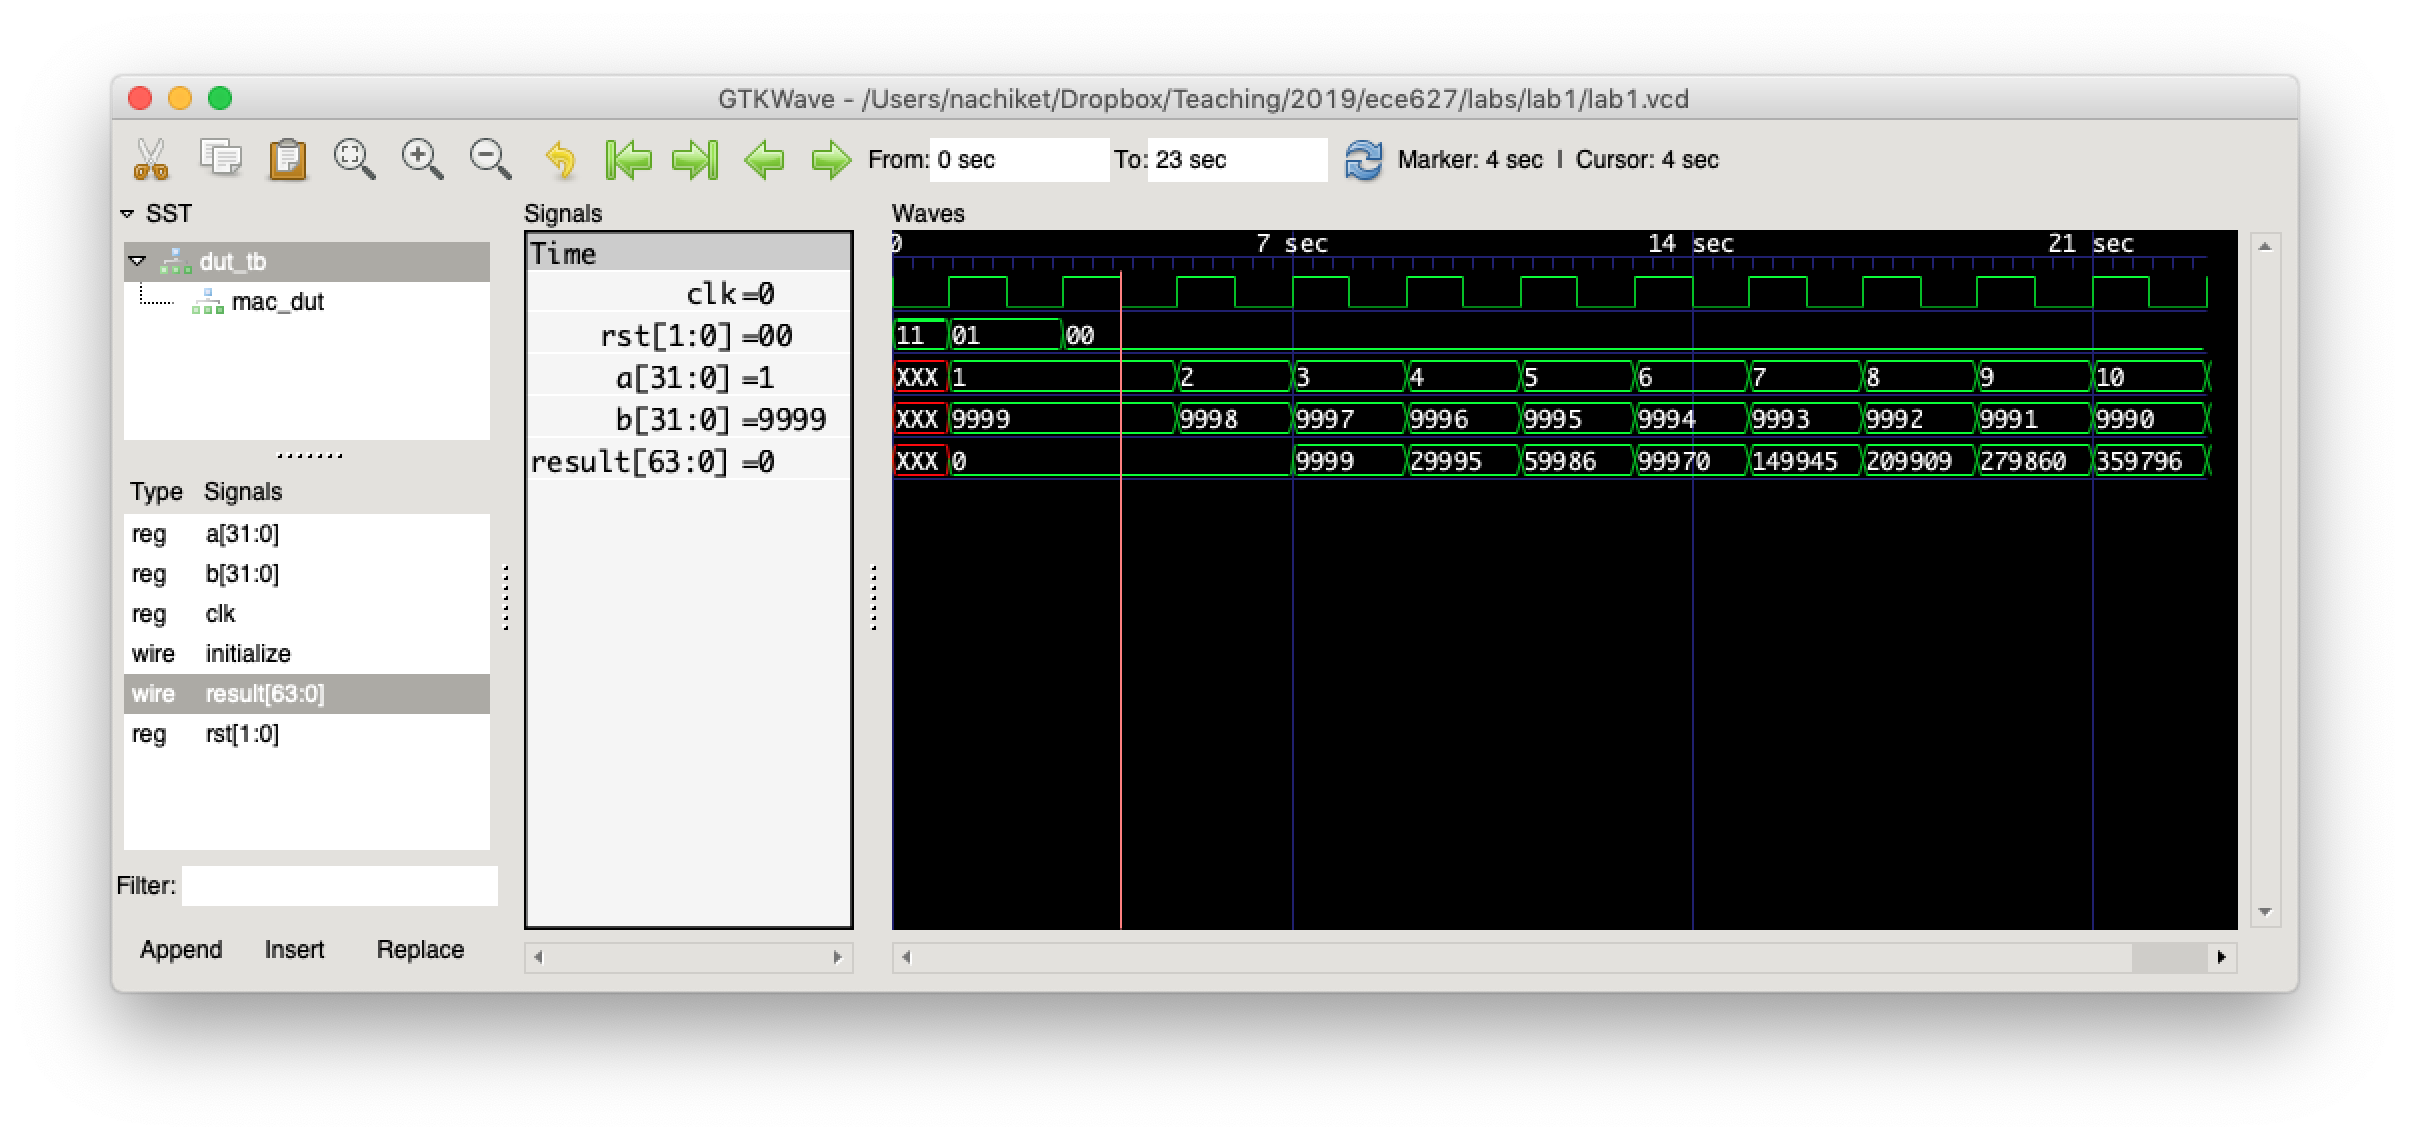 GTKWave - /Users/nachiket/Dropbox/Teaching/2019/ece627/labs/lab1/lab1.vcd
From: 0 sec To: 23 sec Marker: 4 sec | Cursor: 4 sec
SST
dut_tb
mac_dut
Type Signals
reg a[31:0]
reg b[31:0]
reg clk
wire initialize
wire result[63:0]
reg rst[1:0]
Filter:
Append Insert Replace
Signals
Time
clk=0
rst[1:0]=00
a[31:0]=1
b[31:0]=9999
result[63:0]=0
Waves
0 7 sec 14 sec 21 sec
11 01 00
XXX 1 2 3 4 5 6 7 8 9 10
XXX 9999 9998 9997 9996 9995 9994 9993 9992 9991 9990
XXX 0 9999 29995 59986 99970 149945 209909 279860 359796